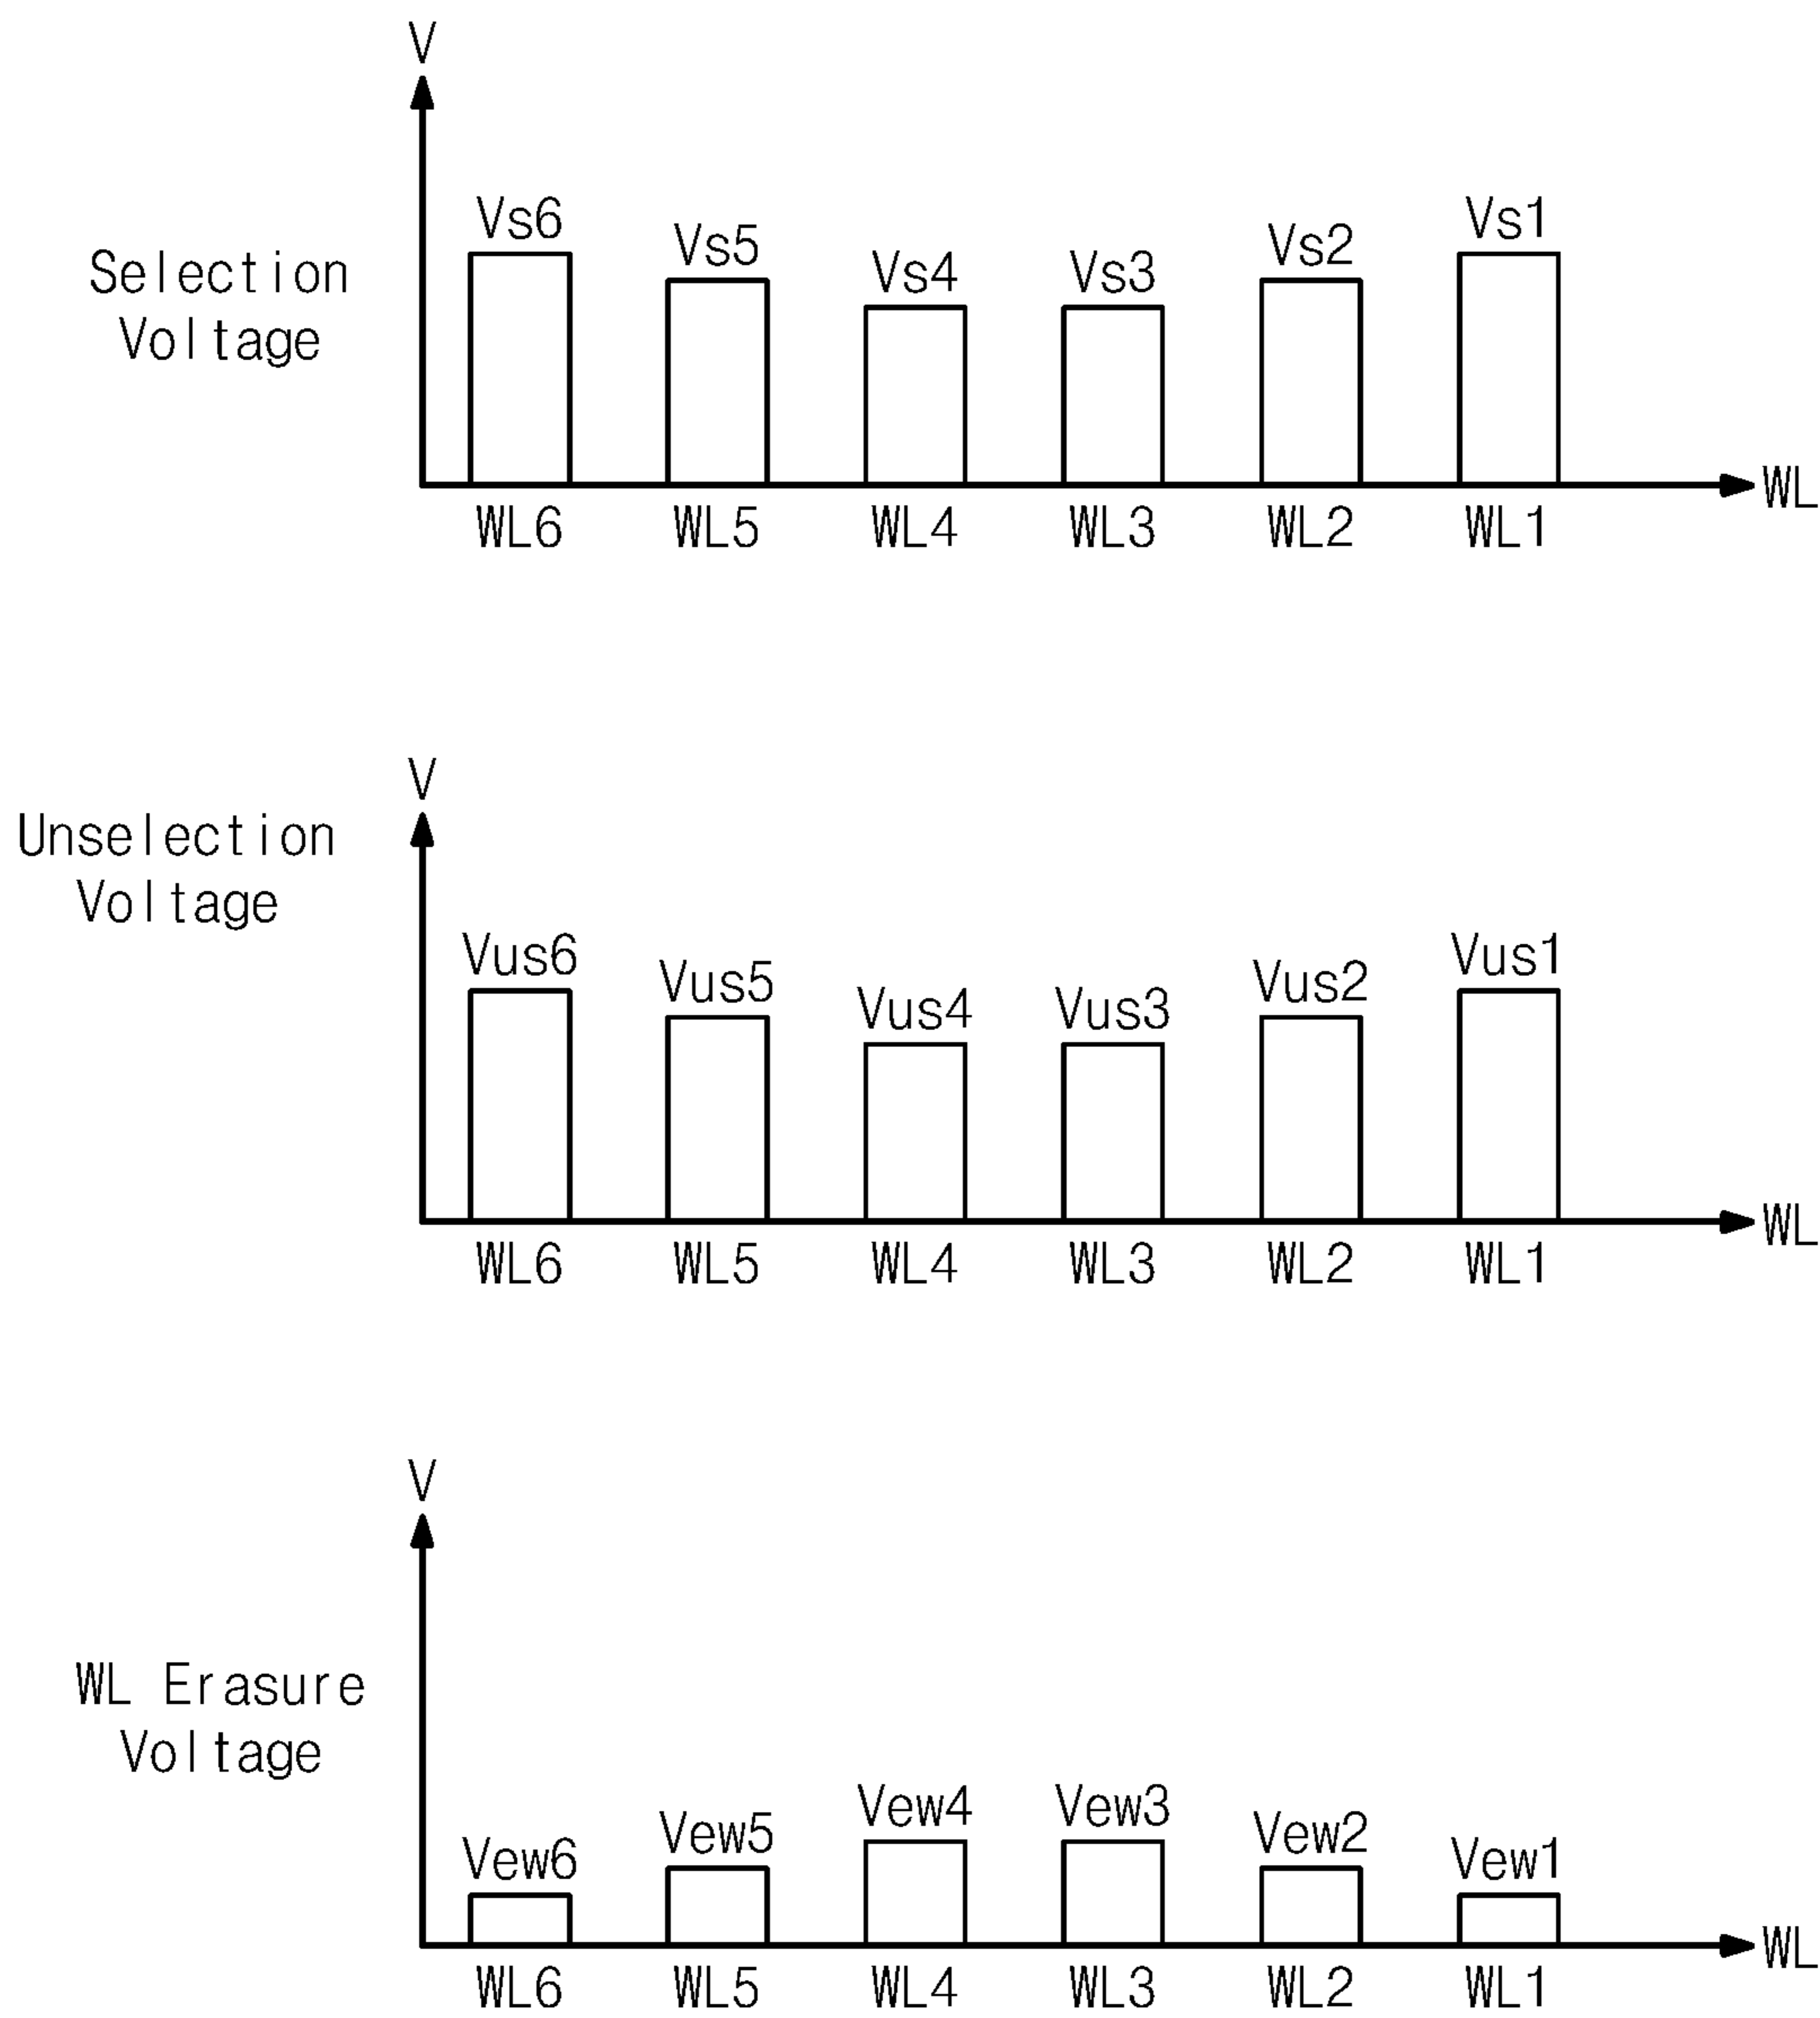 V
Vs6 Vs5 Vs4 Vs3 Vs2 Vs1
Selection
Voltage
WL
WL6 WL5 WL4 WL3 WL2 WL1
V
Unselection
Voltage
Vus6 Vus5 Vus4 Vus3 Vus2 Vus1
WL
WL6 WL5 WL4 WL3 WL2 WL1
V
WL Erasure
Voltage
Vew6 Vew5 Vew4 Vew3 Vew2 Vew1
WL
WL6 WL5 WL4 WL3 WL2 WL1